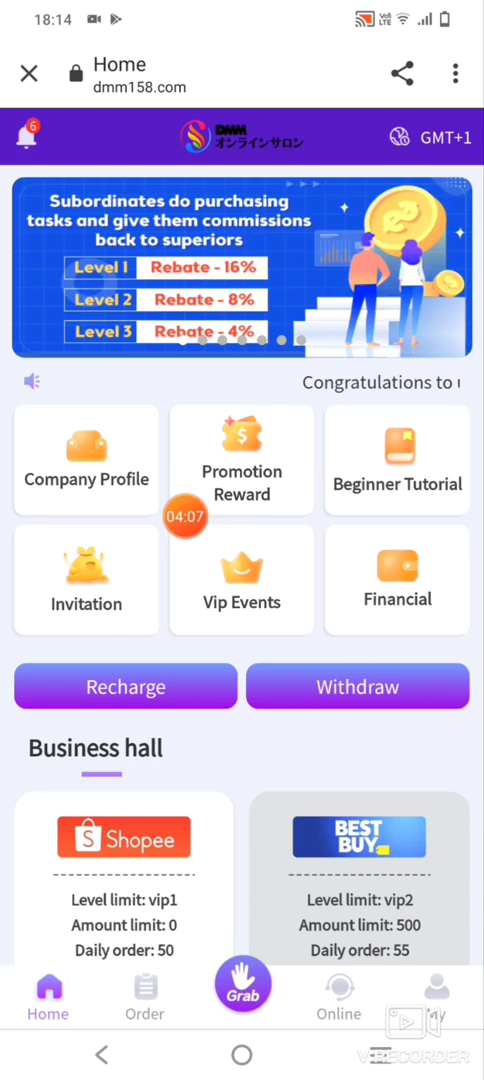 18:14
Vo)
LTE
Home
dmm158.com
6
DMM
オンラインサロン
GMT+1
Subordinates do purchasing
tasks and give them commissions
back to superiors
Level 1 Rebate - 16%
Level 2 Rebate - 8%
Level 3 Rebate - 4%
Congratulations to
Company Profile
Promotion
Reward
Beginner Tutorial
04:07
Invitation
Vip Events
Financial
Recharge
Withdraw
Business hall
Shopee
BEST
BUY
Level limit: vip1
Level limit: vip2
Amount limit: 0
Amount limit: 500
Daily order: 50
Daily order: 55
Grab
Home
Order
Online
My
V RECORDER